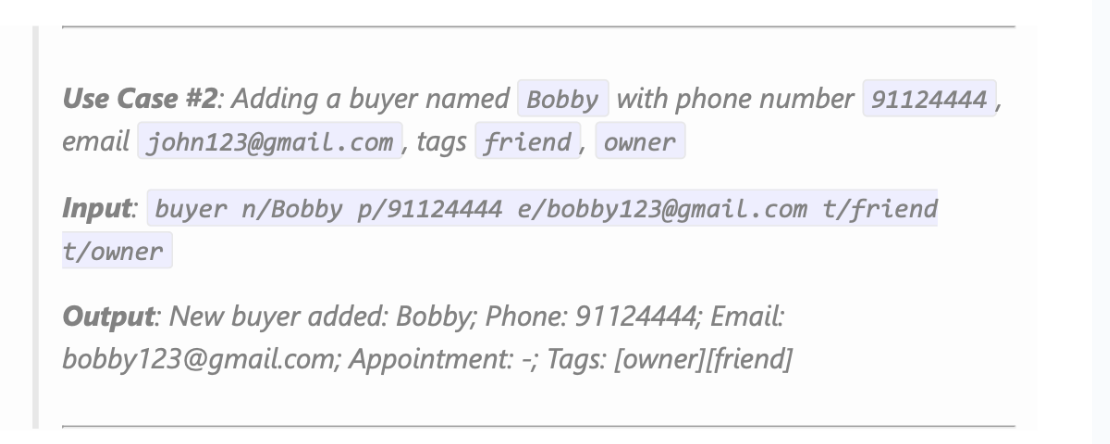 Use Case #2: Adding a buyer named Bobby with phone number 91124444,
email john123@gmail.com, tags friend, owner
Input: buyer n/Bobby p/91124444 e/bobby123@gmail.com t/friend
t/owner
Output: New buyer added: Bobby; Phone: 91124444; Email:
bobby123@gmail.com; Appointment: -; Tags: [owner][friend]